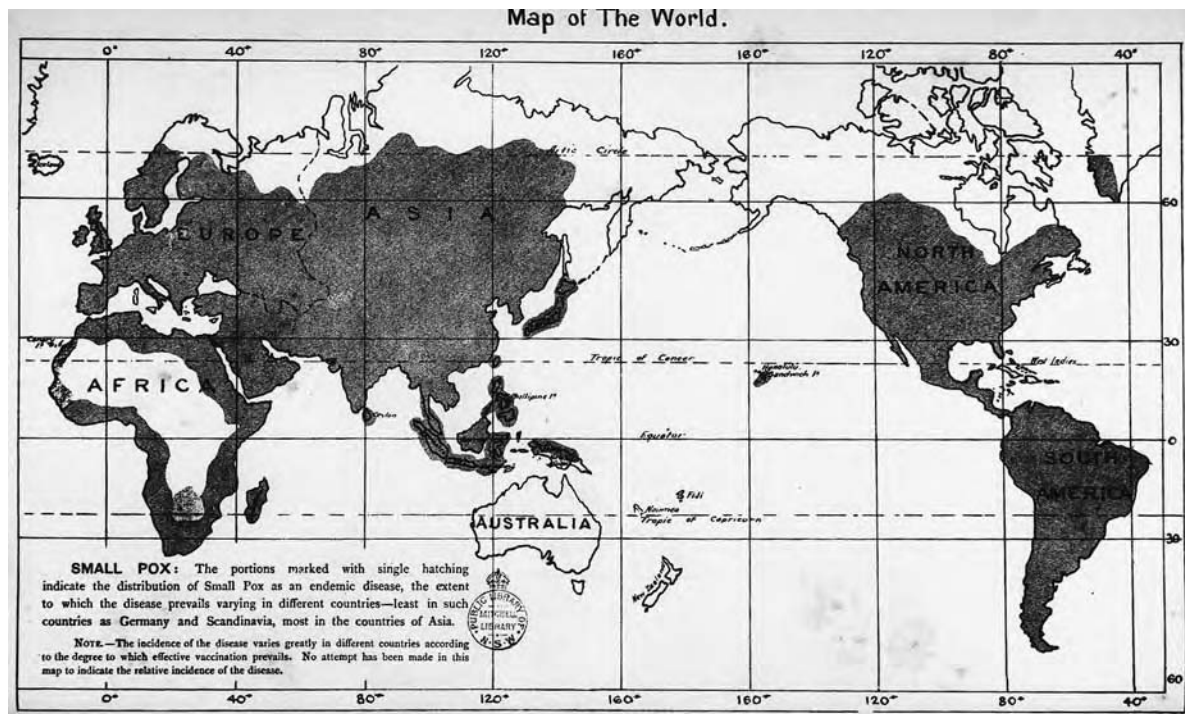 Map of The World.
0° 40° 80° 120° 160° 160° 120° 80° 40°
Arctic Circle
60
ASIA
EUROPE
NORTH
AMERICA
30
Tropic of Cancer
West Indies
Honolulu
Sandwich Is
AFRICA
Ceylon
Equator
0
SOUTH
AMERICA
Fiji
Noumea
Tropic of Capricorn
AUSTRALIA
30
New Zealand
SMALL POX: The portions marked with single hatching
indicate the distribution of Small Pox as an endemic disease, the extent
to which the disease prevails varying in different countries—least in such
countries as Germany and Scandinavia, most in the countries of Asia.
NOTE.—The incidence of the disease varies greatly in different countries according
to the degree to which effective vaccination prevails. No attempt has been made in this
map to indicate the relative incidence of the disease.
PUBLIC LIBRARY OF N.S.W.
MITCHELL
LIBRARY
60
0° 40° 80° 120° 160° 160° 120° 80° 40°